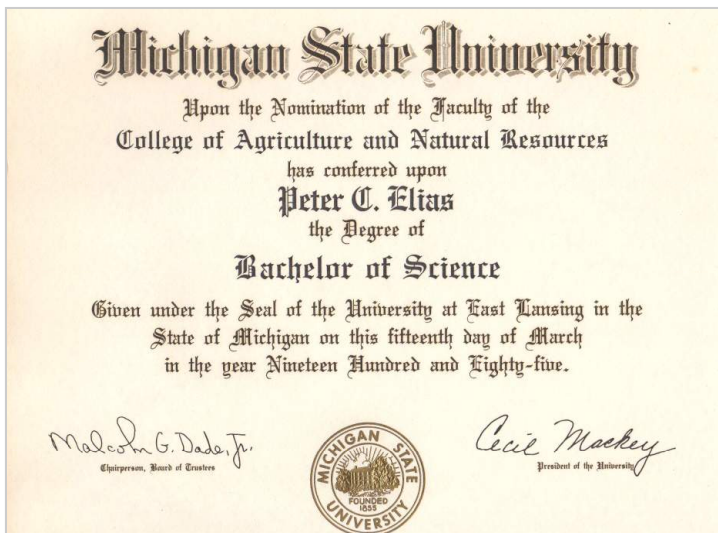 Michigan State University
Upon the Nomination of the Faculty of the
College of Agriculture and Natural Resources
has conferred upon
Peter C. Elias
the Degree of
Bachelor of Science
Given under the Seal of the University at East Lansing in the
State of Michigan on this fifteenth day of March
in the year Nineteen Hundred and Eighty-five.
Malcolm G. Dade, Jr.
Chairperson, Board of Trustees
MICHIGAN STATE UNIVERSITY
FOUNDED
1855
Cecil Mackey
President of the University